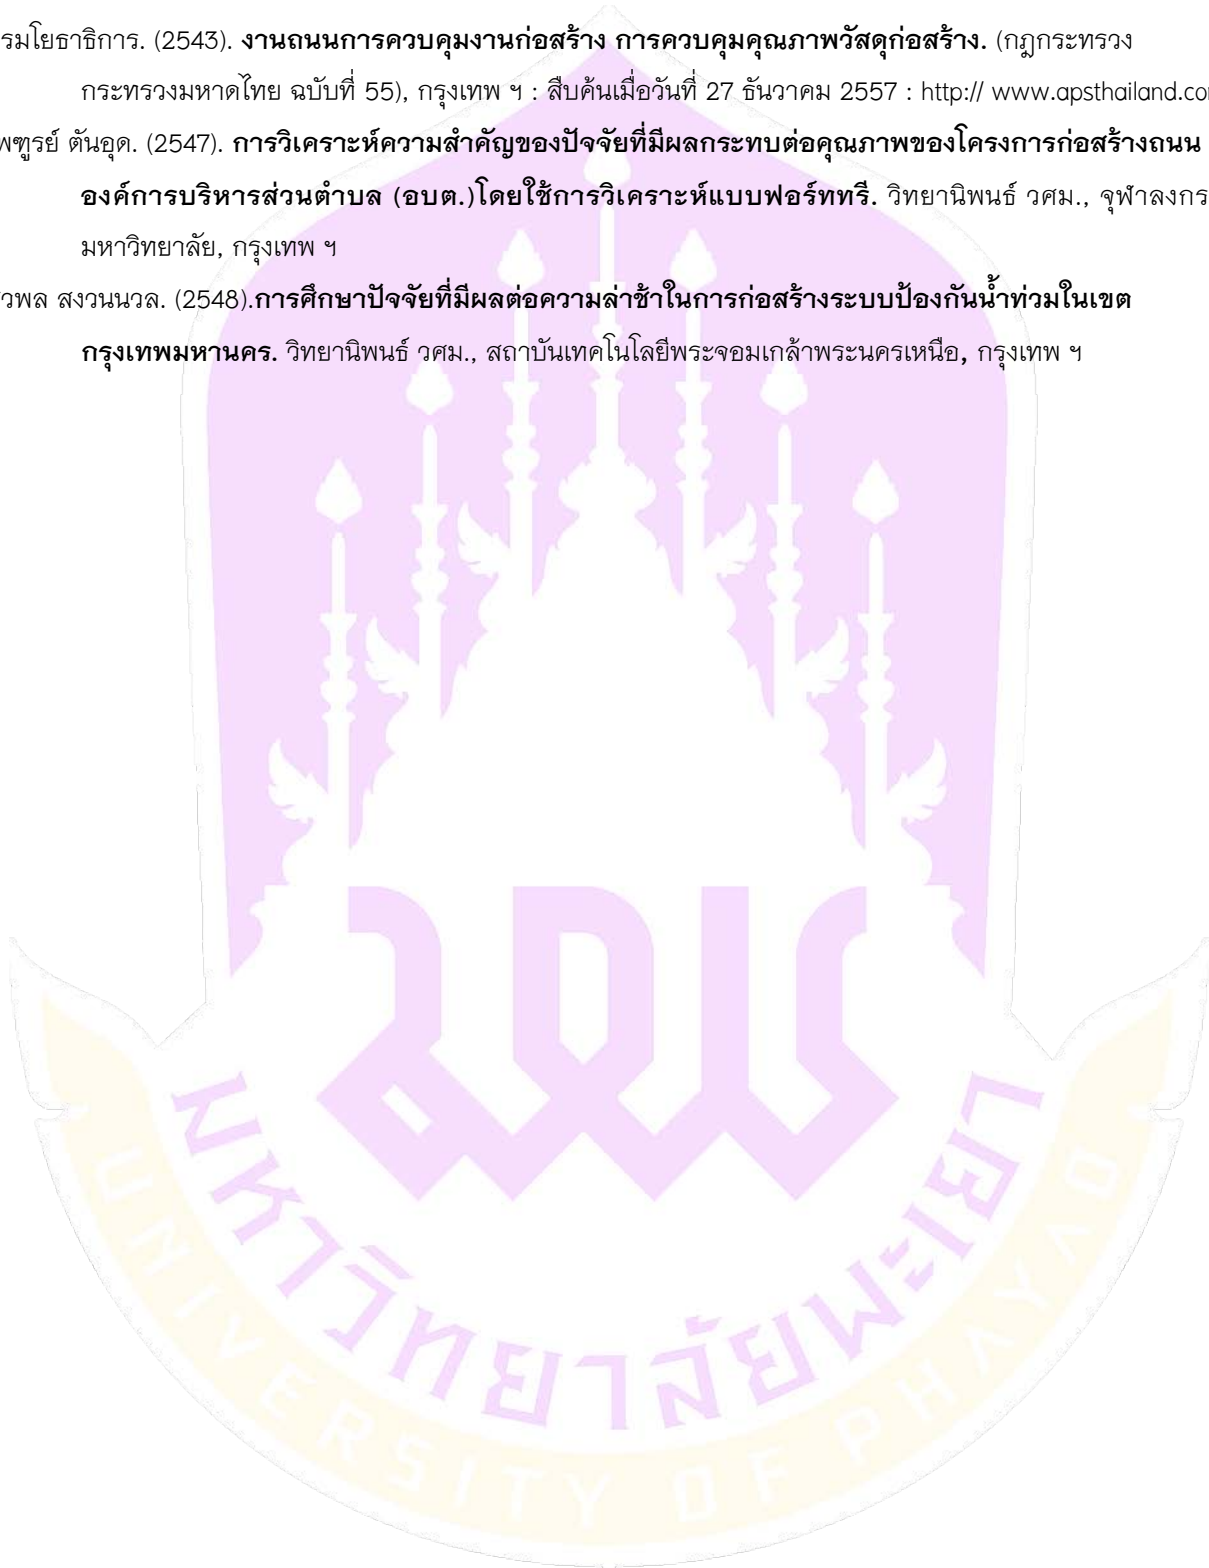 รมโยธาธิการ. (2543). งานถนนการควบคุมงานก่อสร้าง การควบคุมคุณภาพวัสดุก่อสร้าง. (กฎกระทรวง
กระทรวงมหาดไทย ฉบับที่ 55), กรุงเทพ ฯ : สืบค้นเมื่อวันที่ 27 ธันวาคม 2557 : http:// www.apsthailand.com
พฑูรย์ ต้นอุด. (2547). การวิเคราะห์ความสำคัญของปัจจัยที่มีผลกระทบต่อคุณภาพของโครงการก่อสร้างถนน
องค์การบริหารส่วนตำบล (อบต.)โดยใช้การวิเคราะห์แบบฟอร์ททรี. วิทยานิพนธ์ วศม., จุฬาลงกร
มหาวิทยาลัย, กรุงเทพ ฯ
วพล สงวนนวล. (2548).การศึกษาปัจจัยที่มีผลต่อความล่าช้าในการก่อสร้างระบบป้องกันน้ำท่วมในเขต
กรุงเทพมหานคร. วิทยานิพนธ์ วศม., สถาบันเทคโนโลยีพระจอมเกล้าพระนครเหนือ, กรุงเทพ ฯ
มหาวิทยาลัยพะเยา
UNIVERSITY OF PHAYAO